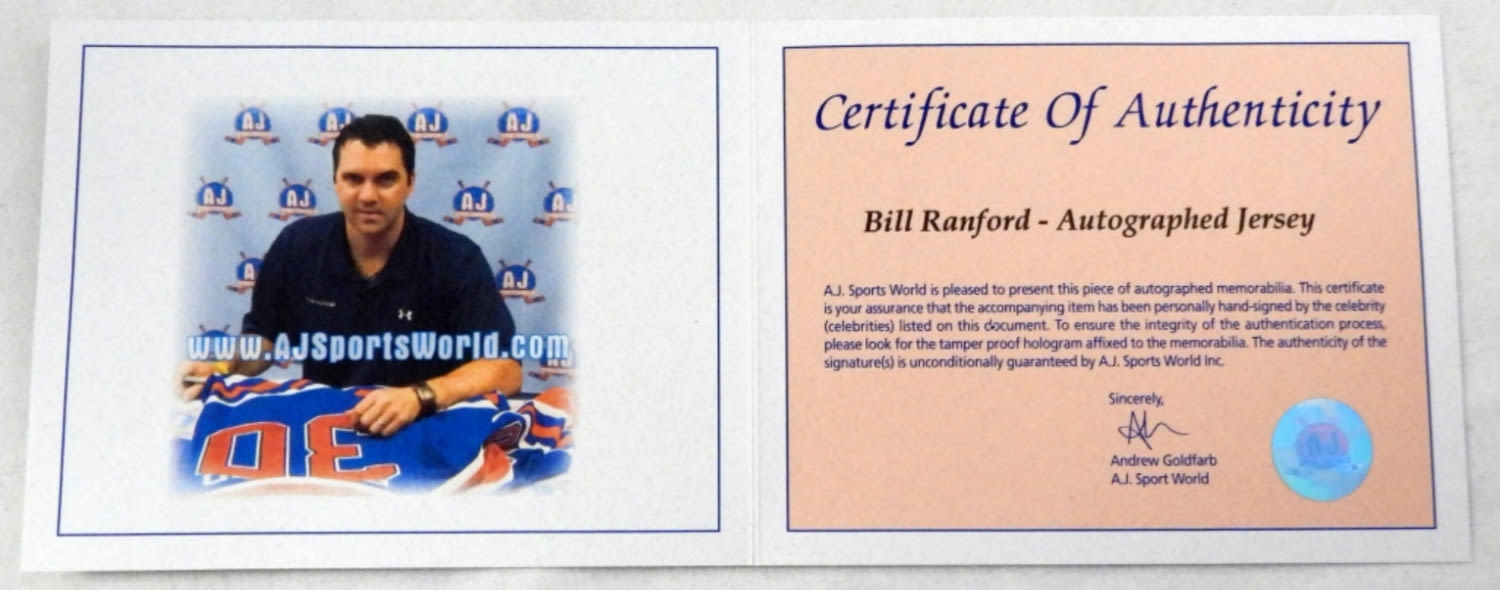 AJ AJ AJ AJ
AJ AJ AJ AJ
A AJ
www.AJSportsWorld.com
30
Certificate Of Authenticity
Bill Ranford - Autographed Jersey
A.J. Sports World is pleased to present this piece of autographed memorabilia. This certificate
is your assurance that the accompanying item has been personally hand-signed by the celebrity
(celebrities) listed on this document. To ensure the integrity of the authentication process,
please look for the tamper proof hologram affixed to the memorabilia. The authenticity of the
signature(s) is unconditionally guaranteed by A.J. Sports World Inc.
Sincerely,
Andrew Goldfarb
A.J. Sport World
AJ